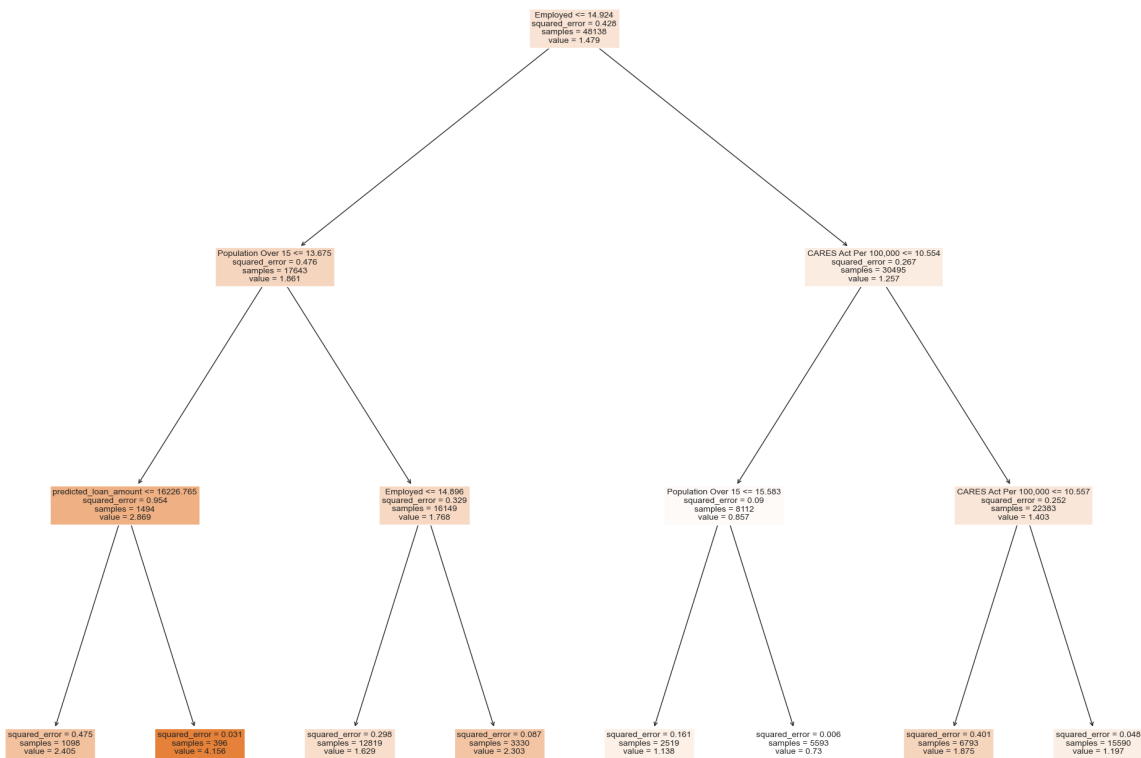 Employed <= 14.924
squared_error = 0.428
samples = 48138
value = 1.479
Population Over 15 <= 13.675
squared_error = 0.476
samples = 17643
value = 1.861
CARES Act Per 100,000 <= 10.554
squared_error = 0.267
samples = 30495
value = 1.257
predicted_loan_amount <= 16226.765
squared_error = 0.954
samples = 1494
value = 2.869
Employed <= 14.896
squared_error = 0.329
samples = 16149
value = 1.768
Population Over 15 <= 15.583
squared_error = 0.09
samples = 8112
value = 0.857
CARES Act Per 100,000 <= 10.557
squared_error = 0.252
samples = 22383
value = 1.403
squared_error = 0.475
samples = 1098
value = 2.405
squared_error = 0.031
samples = 396
value = 4.156
squared_error = 0.298
samples = 12819
value = 1.629
squared_error = 0.087
samples = 3330
value = 2.303
squared_error = 0.161
samples = 2519
value = 1.138
squared_error = 0.006
samples = 5593
value = 0.73
squared_error = 0.401
samples = 6793
value = 1.875
squared_error = 0.048
samples = 15590
value = 1.197